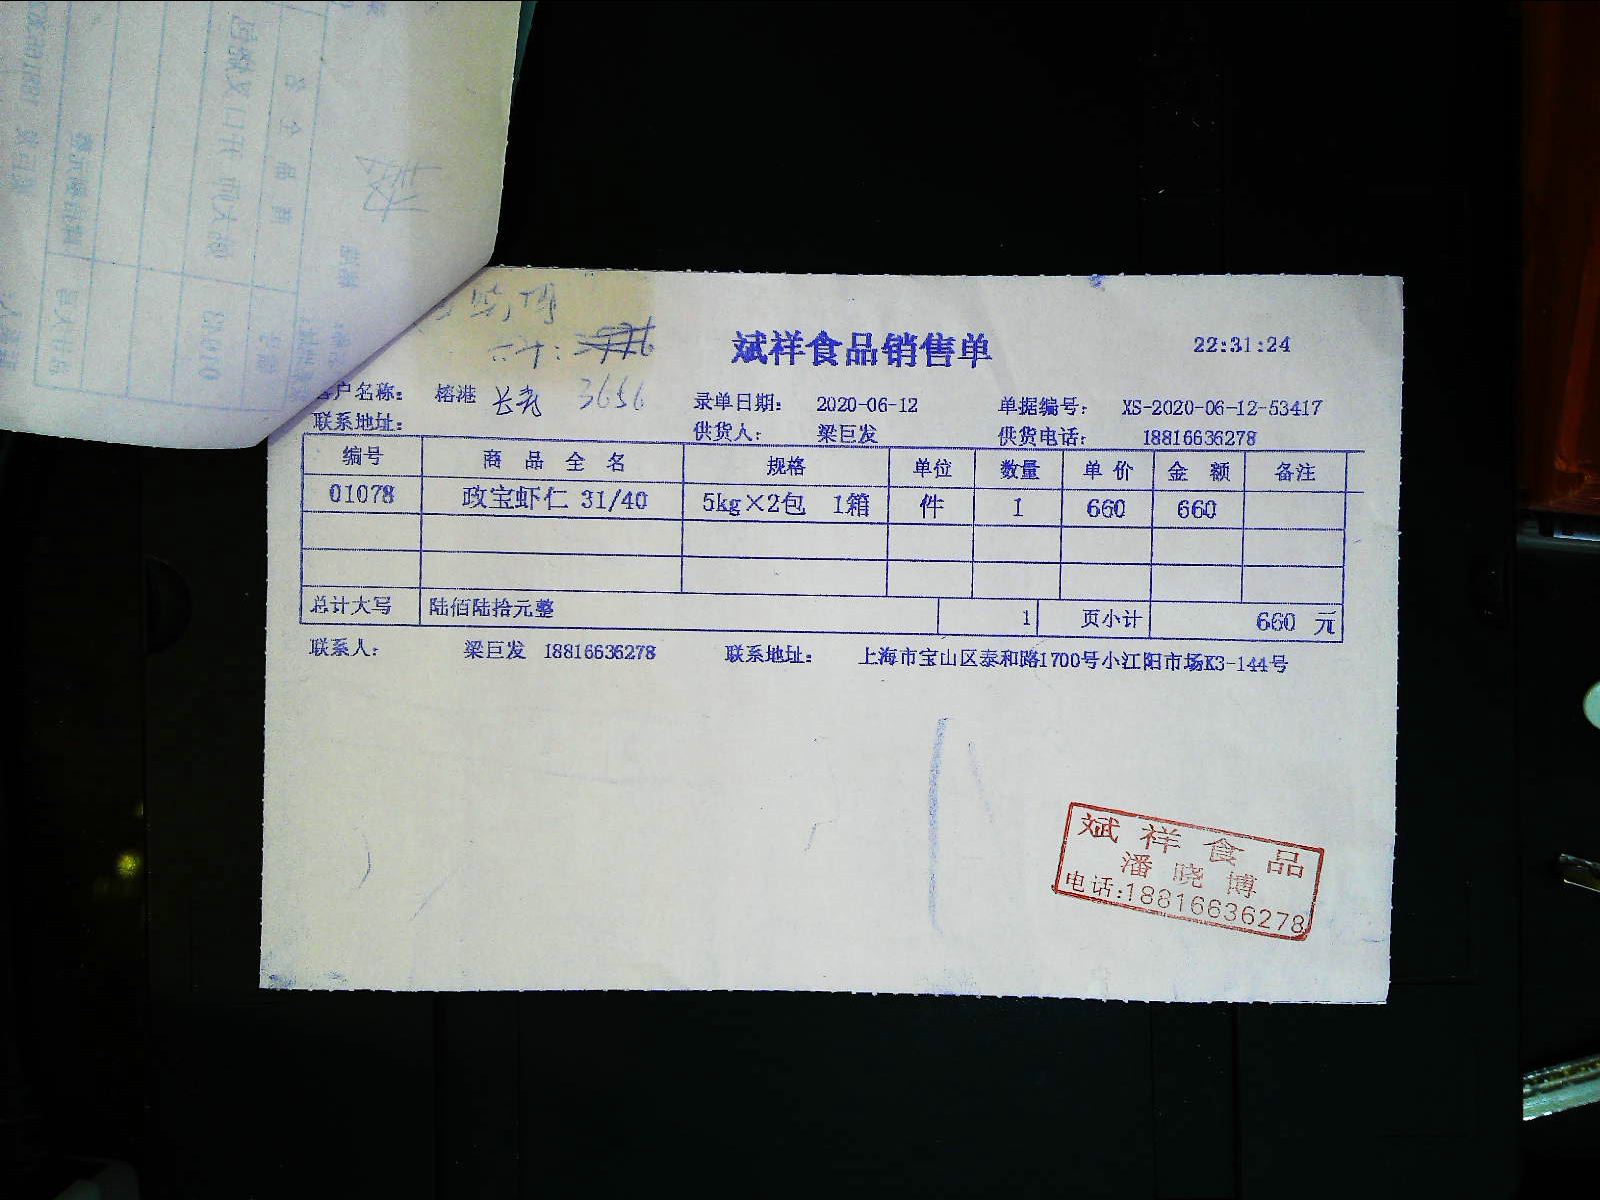 斌祥食品销售单
22:31:24
3656
户名称: 榕港
录单日期: 2020-06-12
单据编号: XS-2020-06-12-53417
联系地址:
供货人: 梁巨发
供货电话: 18816636278
编号 商品全名 规格 单位 数量 单价 金额 备注
01078 政宝虾仁 31/40 5kg×2包 1箱 件 1 660 660
总计大写 陆佰陆拾元整 1 页小计 660 元
联系人: 梁巨发 18816636278 联系地址: 上海市宝山区泰和路1700号小江阳市场K3-144号
斌祥食品
潘晓博
电话:18816636278